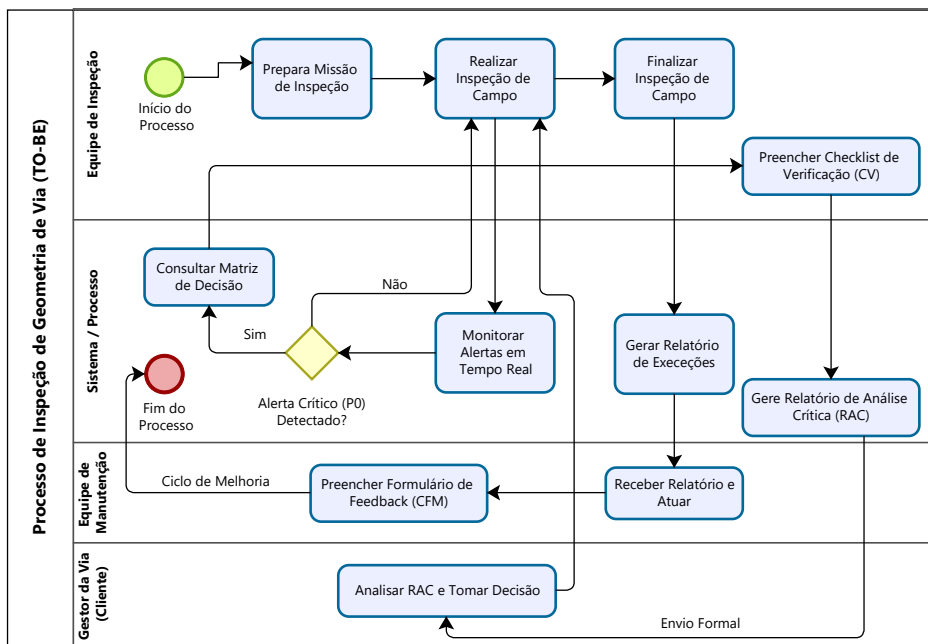 Processo de Inspeção de Geometria de Via (TO-BE)
Equipe de Inspeção
Início do
Processo
Prepara Missão
de Inspeção
Realizar
Inspeção de
Campo
Finalizar
Inspeção de
Campo
Preencher Checklist de
Verificação (CV)
Sistema / Processo
Consultar Matriz
de Decisão
Não
Sim
Alerta Crítico (P0)
Detectado?
Monitorar
Alertas em
Tempo Real
Gerar Relatório
de Execeções
Gere Relatório de Análise
Crítica (RAC)
Fim do
Processo
Equipe de
Manutenção
Ciclo de Melhoria
Preencher Formulário de
Feedback (CFM)
Receber Relatório e
Atuar
Gestor da Via
(Cliente)
Analisar RAC e Tomar Decisão
Envio Formal